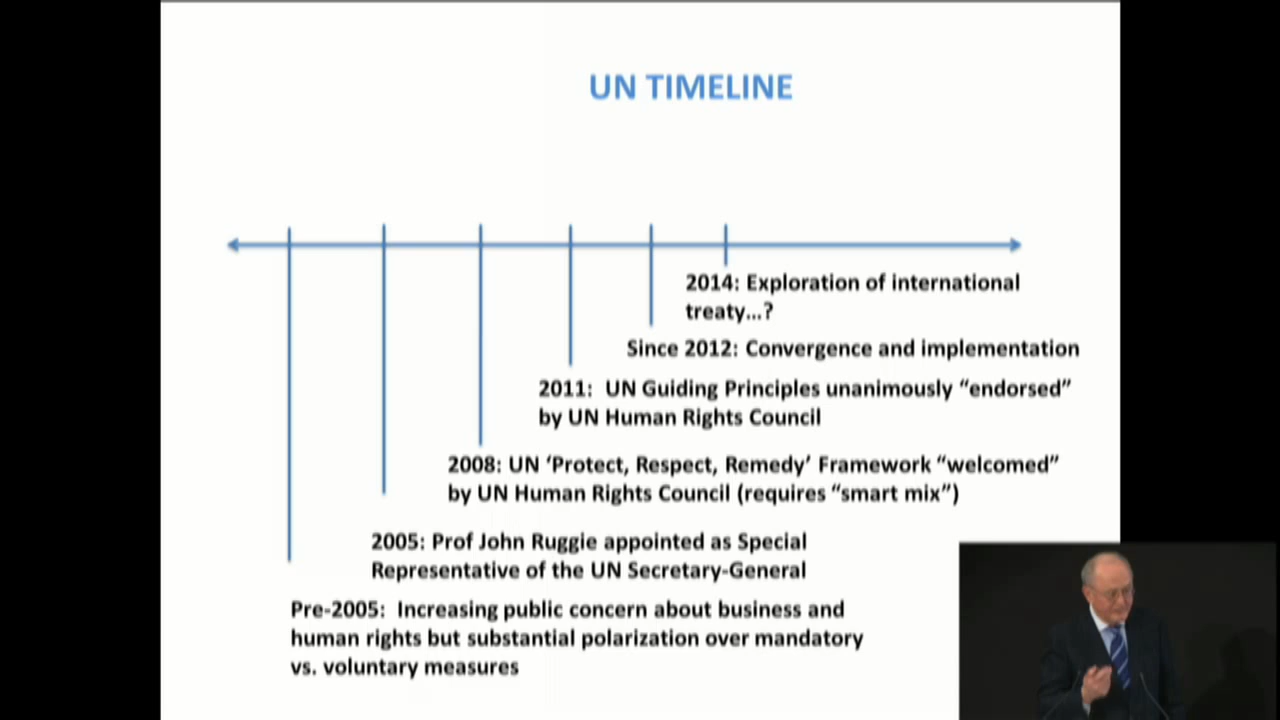 UN TIMELINE
2014: Exploration of international
treaty...?
Since 2012: Convergence and implementation
2011:  UN Guiding Principles unanimously “endorsed”
by UN Human Rights Council
2008: UN ‘Protect, Respect, Remedy’ Framework “welcomed”
by UN Human Rights Council (requires “smart mix”)
2005: Prof John Ruggie appointed as Special
Representative of the UN Secretary-General
Pre-2005:  Increasing public concern about business and
human rights but substantial polarization over mandatory
vs. voluntary measures